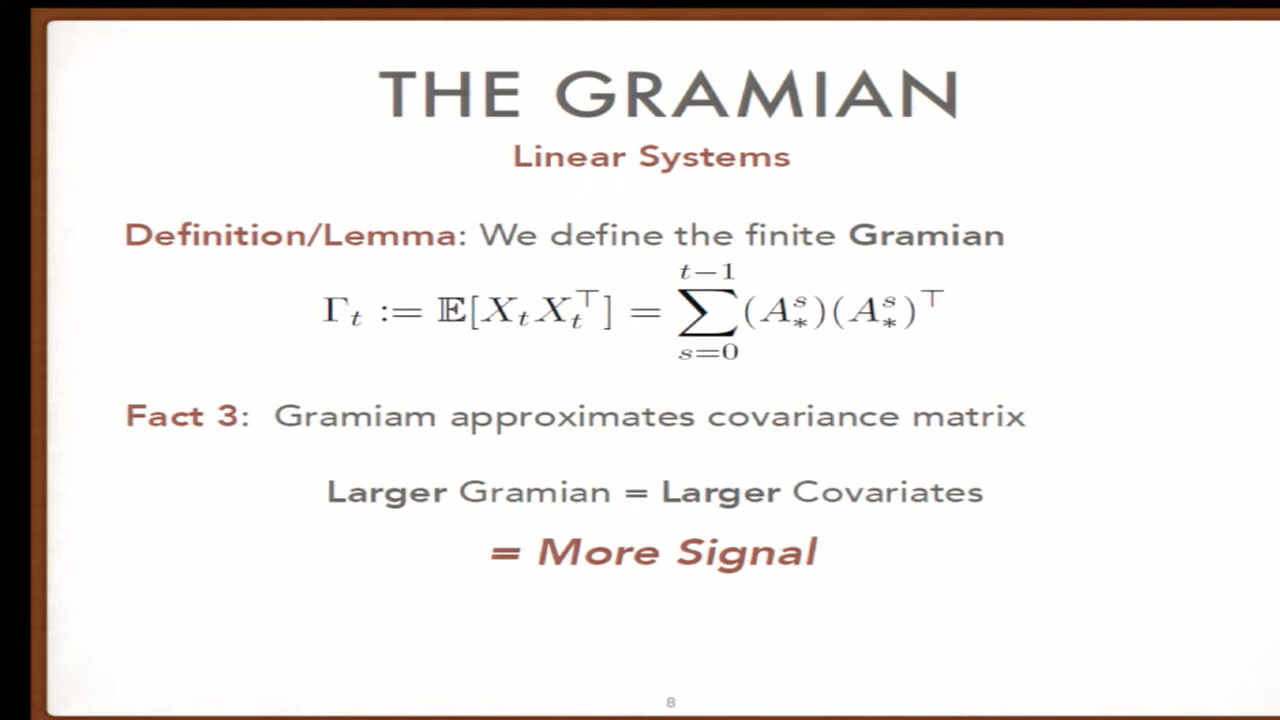 THE GRAMIAN
Linear Systems
Definition/Lemma: We define the finite Gramian
Γ_t := 𝔼[X_t X_t^⊤] = ∑_{s=0}^{t−1} (A_*^s)(A_*^s)^⊤
Fact 3: Gramiam approximates covariance matrix
Larger Gramian = Larger Covariates
= More Signal
8